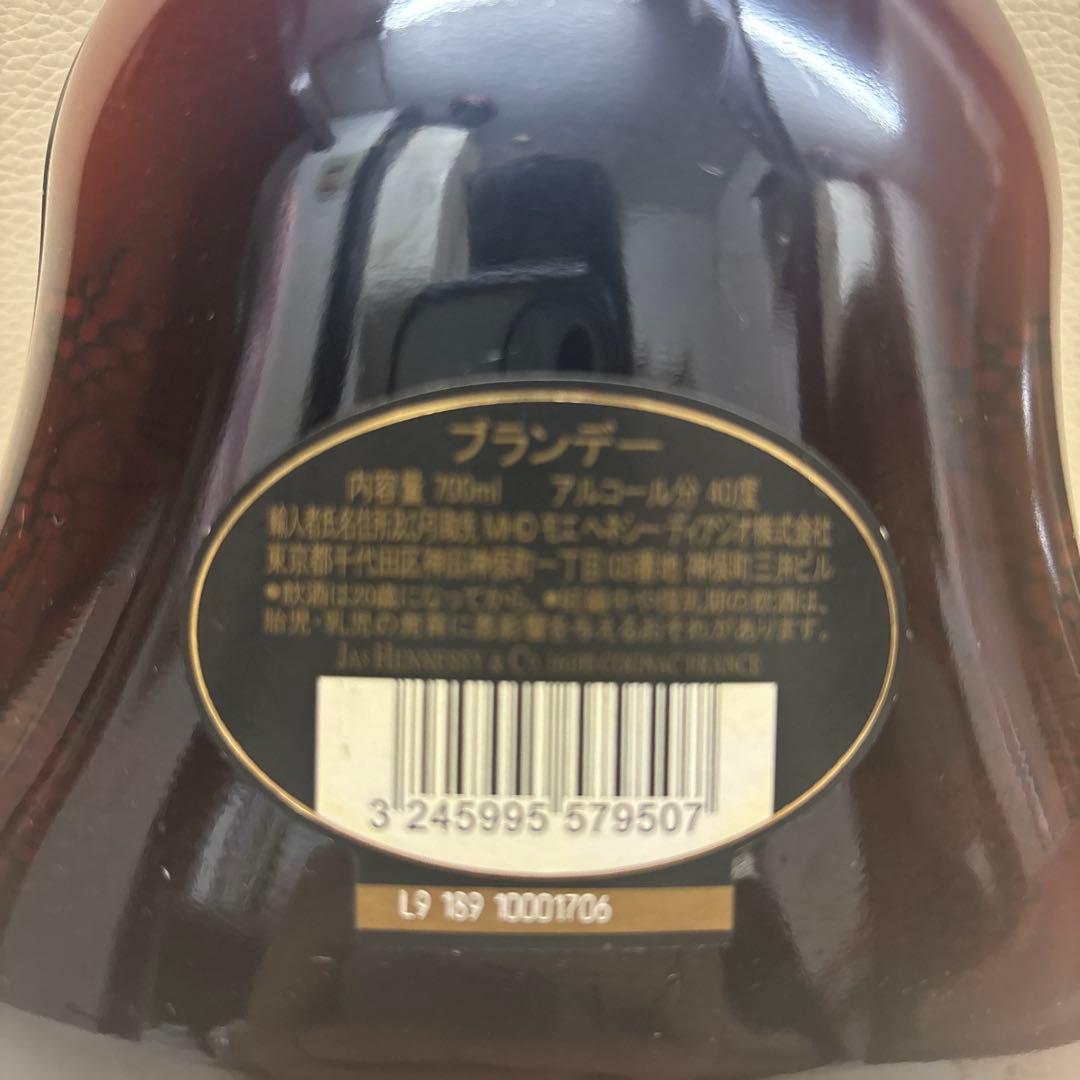 ブランデー
内容量 700ml アルコール分 40度
輸入者氏名住所及び引取先 MHD モエ ヘネシー ディアジオ株式会社
東京都千代田区神田神保町一丁目103番地 神保町三井ビル
●飲酒は20歳になってから。●妊娠中や授乳期の飲酒は、
胎児・乳児の発育に悪影響を与えるおそれがあります。
JAS HENNESSY & CO. 16100 COGNAC FRANCE
3 245995 579507
L9 189 10001706